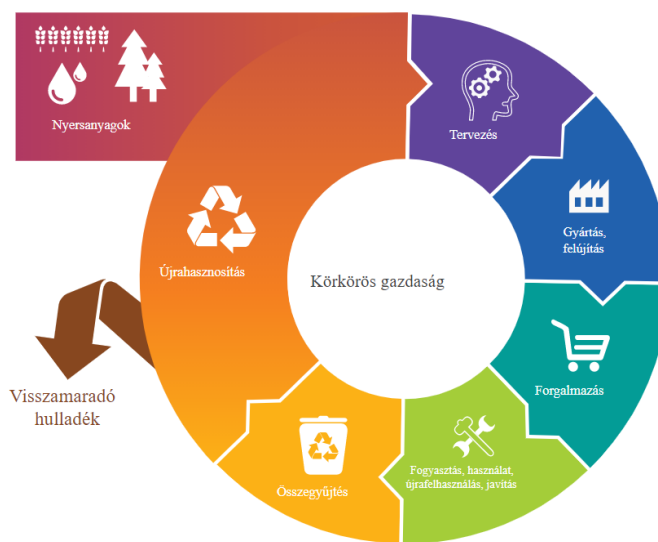 Nyersanyagok
Tervezés
Gyártás,
felújítás
Forgalmazás
Fogyasztás, használat,
újrafelhasználás, javítás
Összegyűjtés
Újrahasznosítás
Körkörös gazdaság
Visszamaradó
hulladék